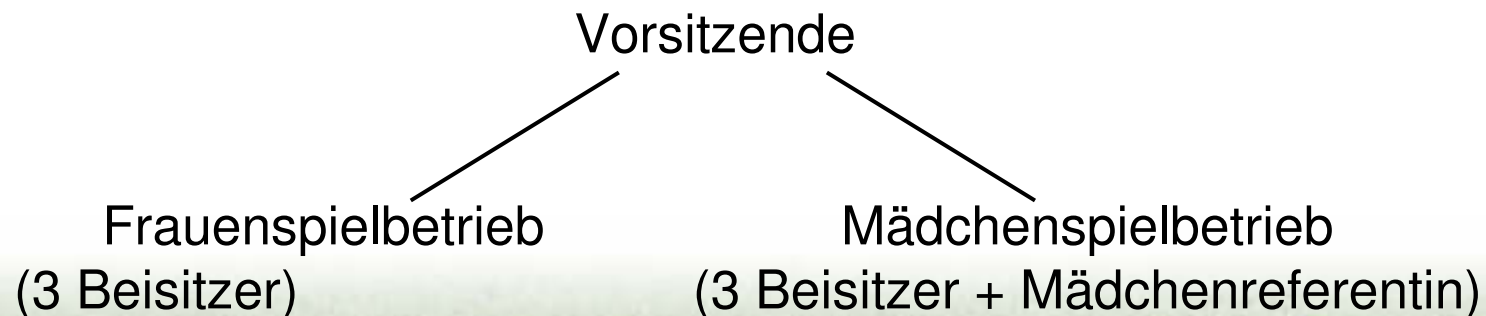 Vorsitzende
Frauenspielbetrieb
Mädchenspielbetrieb
(3 Beisitzer)
(3 Beisitzer + Mädchenreferentin)